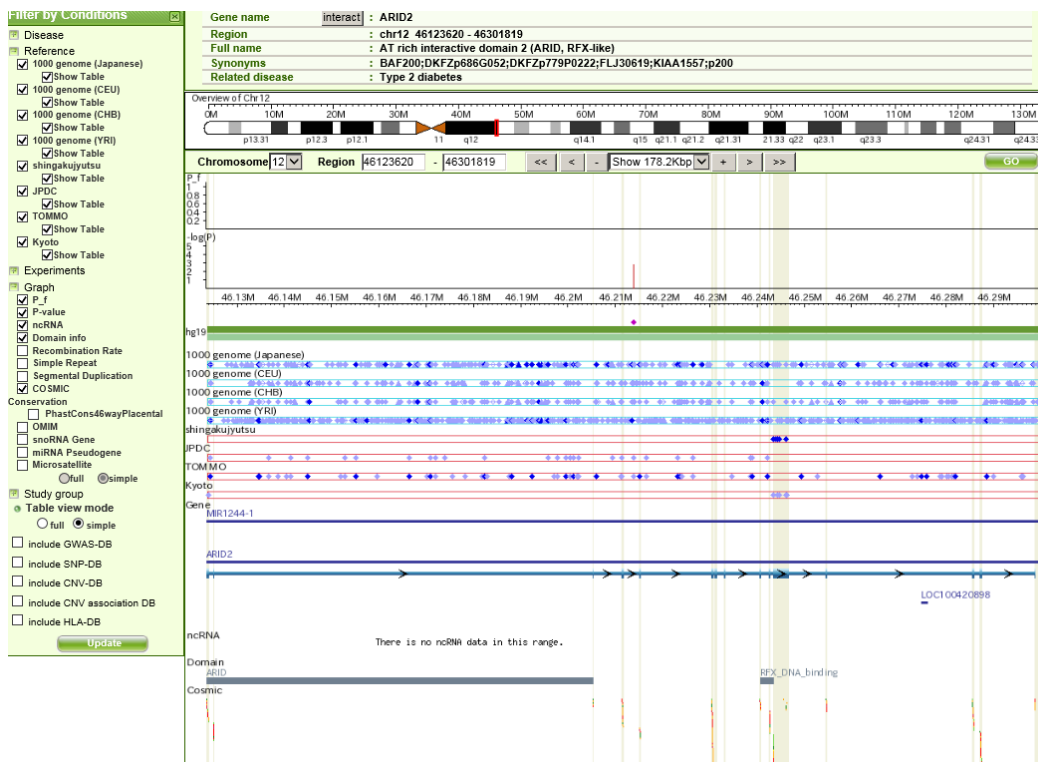 Filter by Conditions
Disease
Reference
1000 genome (Japanese)
Show Table
1000 genome (CEU)
Show Table
1000 genome (CHB)
Show Table
1000 genome (YRI)
Show Table
shingakujyutsu
Show Table
JPDC
Show Table
TOMMO
Show Table
Kyoto
Show Table
Experiments
Graph
P_f
P-value
ncRNA
Domain info
Recombination Rate
Simple Repeat
Segmental Duplication
COSMIC
Conservation
PhastCons46wayPlacental
OMIM
snoRNA Gene
miRNA Pseudogene
Microsatellite
full simple
Study group
Table view mode
full simple
include GWAS-DB
include SNP-DB
include CNV-DB
include CNV association DB
include HLA-DB
Update
Gene name interact : ARID2
Region : chr12 46123620 - 46301819
Full name : AT rich interactive domain 2 (ARID, RFX-like)
Synonyms : BAF200;DKFZp686G052;DKFZp779P0222;FLJ30619;KIAA1557;p200
Related disease : Type 2 diabetes
Overview of Chr12
0M 10M 20M 30M 40M 50M 60M 70M 80M 90M 100M 110M 120M 130M
p13.31 p12.3 p12.1 11 q12 q14.1 q15 q21.1 q21.2 q21.31 21.33 q22 q23.1 q23.3 q24.31 q24.33
Chromosome 12 Region 46123620 - 46301819 << < - Show 178.2Kbp + > >> GO
P_f
1
0.8
0.6
0.4
0.2
-log(P)
5
4
3
2
1
46.13M 46.14M 46.15M 46.16M 46.17M 46.18M 46.19M 46.2M 46.21M 46.22M 46.23M 46.24M 46.25M 46.26M 46.27M 46.28M 46.29M
hg19
1000 genome (Japanese)
1000 genome (CEU)
1000 genome (CHB)
1000 genome (YRI)
shingakujyutsu
JPDC
TOMMO
Kyoto
Gene
MIR1244-1
ARID2
LOC100420898
ncRNA
There is no ncRNA data in this range.
Domain
ARID RFX_DNA_binding
Cosmic